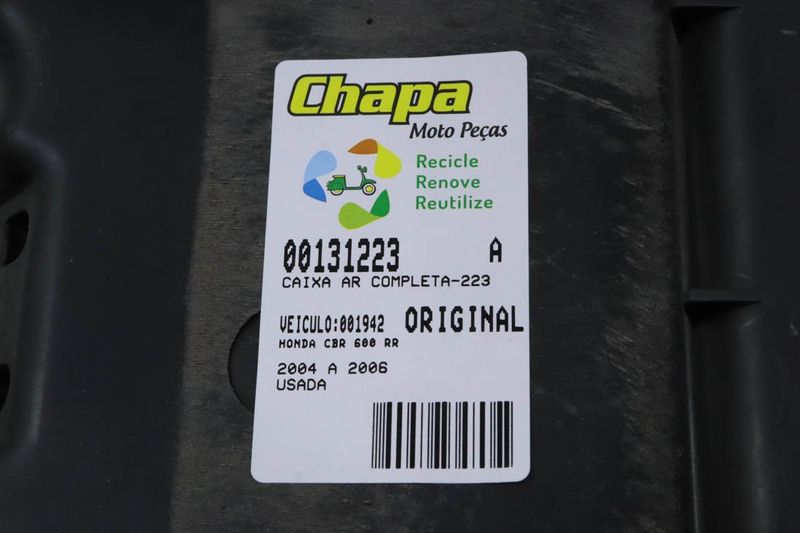 Chapa
Moto Peças
Recicle
Renove
Reutilize
00131223 A
CAIXA AR COMPLETA-223
VEICULO:001942 ORIGINAL
HONDA CBR 600 RR
2004 A 2006
USADA